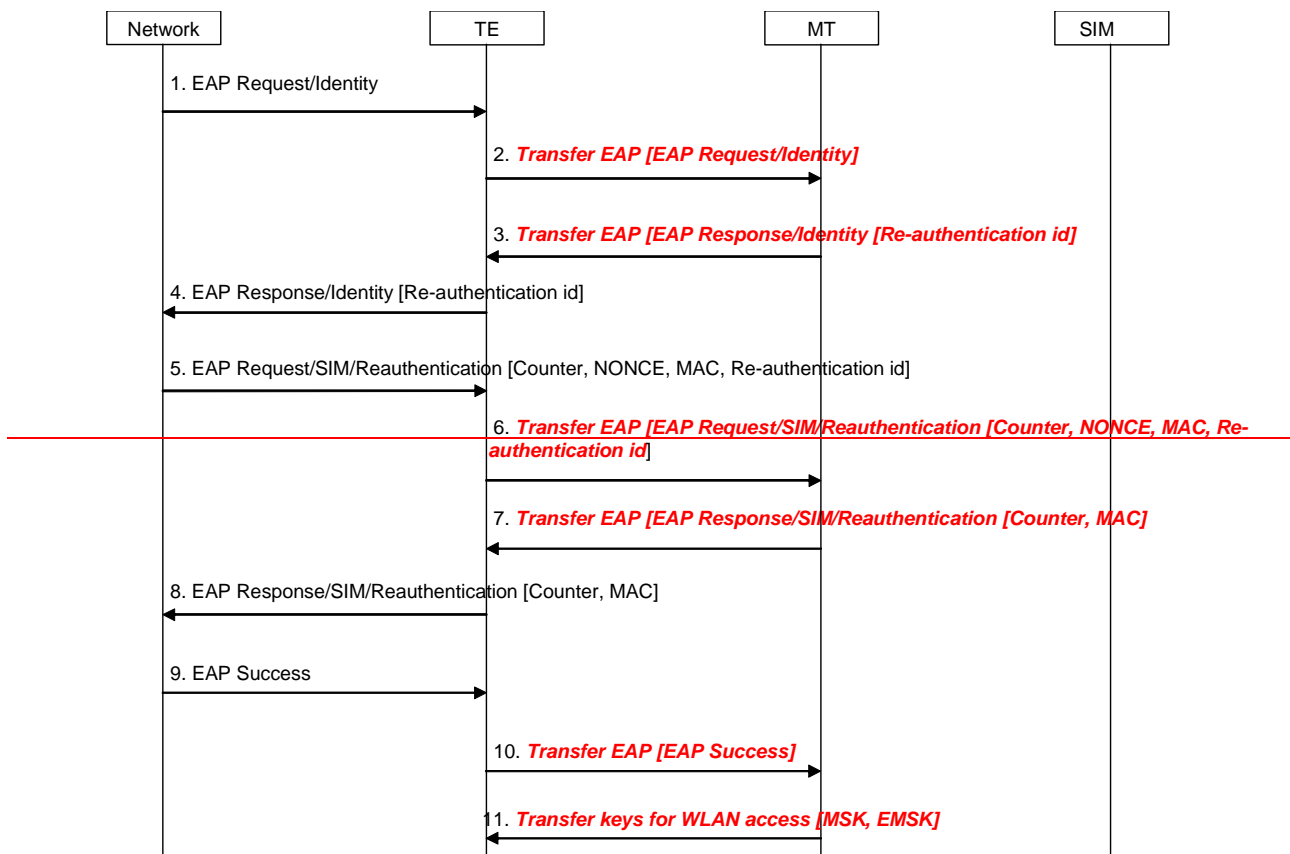 Network TE MT SIM
1. EAP Request/Identity
2. Transfer EAP [EAP Request/Identity]
3. Transfer EAP [EAP Response/Identity [Re-authentication id]
4. EAP Response/Identity [Re-authentication id]
5. EAP Request/SIM/Reauthentication [Counter, NONCE, MAC, Re-authentication id]
6. Transfer EAP [EAP Request/SIM/Reauthentication [Counter, NONCE, MAC, Re-
authentication id]
7. Transfer EAP [EAP Response/SIM/Reauthentication [Counter, MAC]
8. EAP Response/SIM/Reauthentication [Counter, MAC]
9. EAP Success
10. Transfer EAP [EAP Success]
11. Transfer keys for WLAN access [MSK, EMSK]